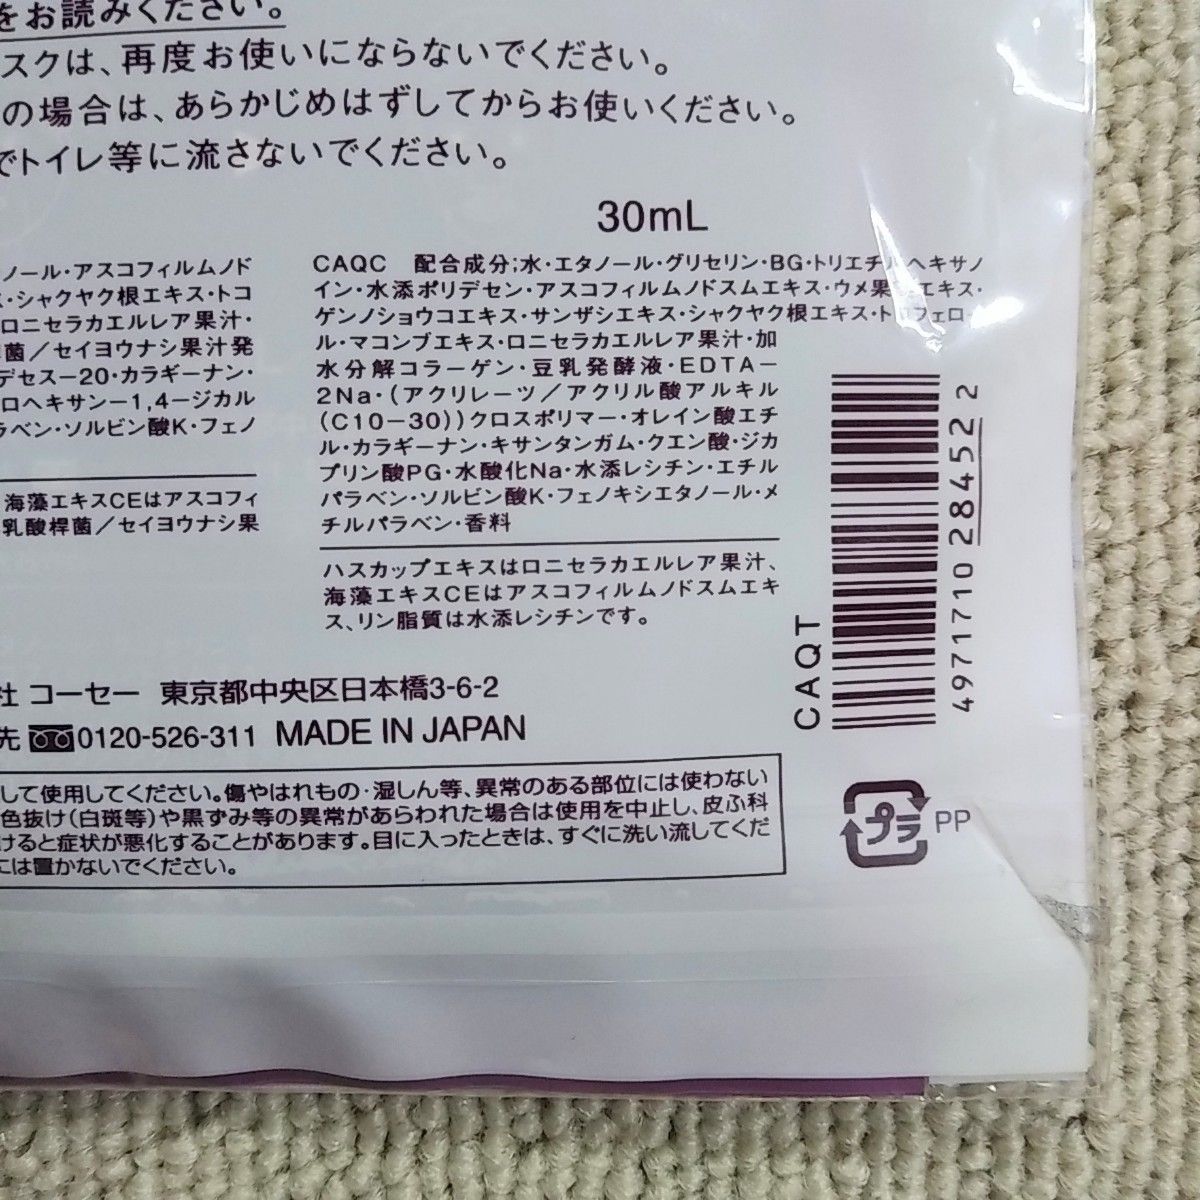 をお読みください。
スクは、再度お使いにならないでください。
の場合は、あらかじめはずしてからお使いください。
でトイレ等に流さないでください。
30mL
ノール・アスコフィルムノド
・シャクヤク根エキス・トコ
ロニセラカエルレア果汁・
菌／セイヨウナシ果汁発
デセス－20・カラギーナン・
ロヘキサン－1,4－ジカル
ラベン・ソルビン酸K・フェノ
海藻エキスCEはアスコフィ
乳酸桿菌／セイヨウナシ果
CAQC 配合成分;水・エタノール・グリセリン・BG・トリエチルヘキサノ
イン・水添ポリデセン・アスコフィルムノドスムエキス・ウメ果実エキス・
ゲンノショウコエキス・サンザシエキス・シャクヤク根エキス・トコフェロー
ル・マコンブエキス・ロニセラカエルレア果汁・加
水分解コラーゲン・豆乳発酵液・EDTA－
2Na・(アクリレーツ／アクリル酸アルキル
(C10－30))クロスポリマー・オレイン酸エチ
ル・カラギーナン・キサンタンガム・クエン酸・ジカ
プリン酸PG・水酸化Na・水添レシチン・エチル
パラベン・ソルビン酸K・フェノキシエタノール・メ
チルパラベン・香料
ハスカップエキスはロニセラカエルレア果汁、
海藻エキスCEはアスコフィルムノドスムエキ
ス、リン脂質は水添レシチンです。
CAQT
4971710284522
社 コーセー 東京都中央区日本橋3-6-2
先 0120-526-311 MADE IN JAPAN
して使用してください。傷やはれもの・湿しん等、異常のある部位には使わない
色抜け(白斑等)や黒ずみ等の異常があらわれた場合は使用を中止し、皮ふ科
けると症状が悪化することがあります。目に入ったときは、すぐに洗い流してくだ
には置かないでください。
プラ PP